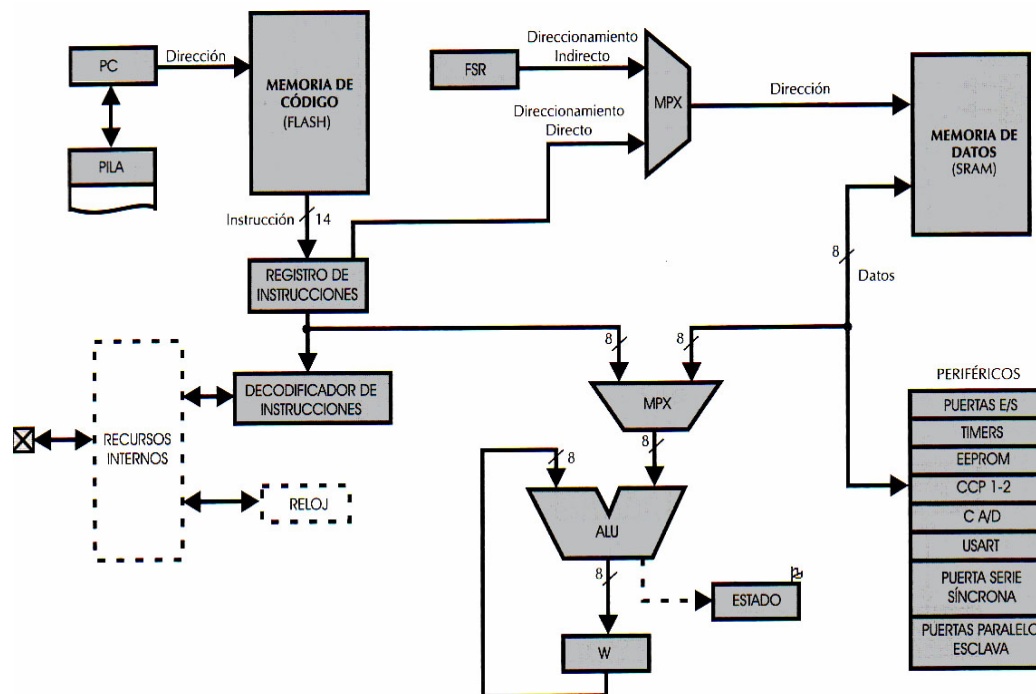 PC
Dirección
MEMORIA DE
CÓDIGO
(FLASH)
PILA
Instrucción
14
REGISTRO DE
INSTRUCCIONES
DECODIFICADOR DE
INSTRUCCIONES
RECURSOS
INTERNOS
RELOJ
FSR
Direccionamiento
Indirecto
Direccionamiento
Directo
MPX
Dirección
MEMORIA DE
DATOS
(SRAM)
8
Datos
8
8
MPX
8
8
ALU
8
ESTADO
W
PERIFÉRICOS
PUERTAS E/S
TIMERS
EEPROM
CCP 1-2
C A/D
USART
PUERTA SERIE
SÍNCRONA
PUERTAS PARALELO
ESCLAVA